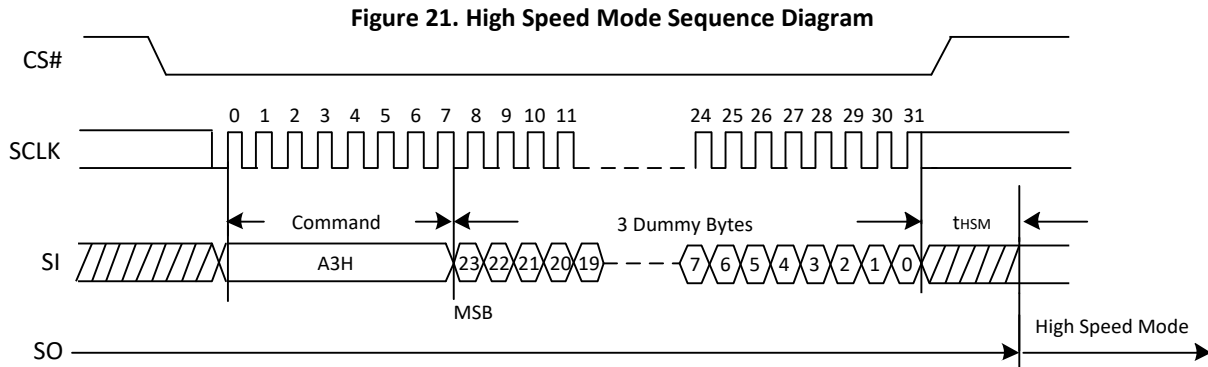 Figure 21. High Speed Mode Sequence Diagram
CS#
0 1 2 3 4 5 6 7 8 9 10 11 24 25 26 27 28 29 30 31
SCLK
Command 3 Dummy Bytes tHSM
SI A3H 23 22 21 20 19 7 6 5 4 3 2 1 0
MSB
High Speed Mode
SO